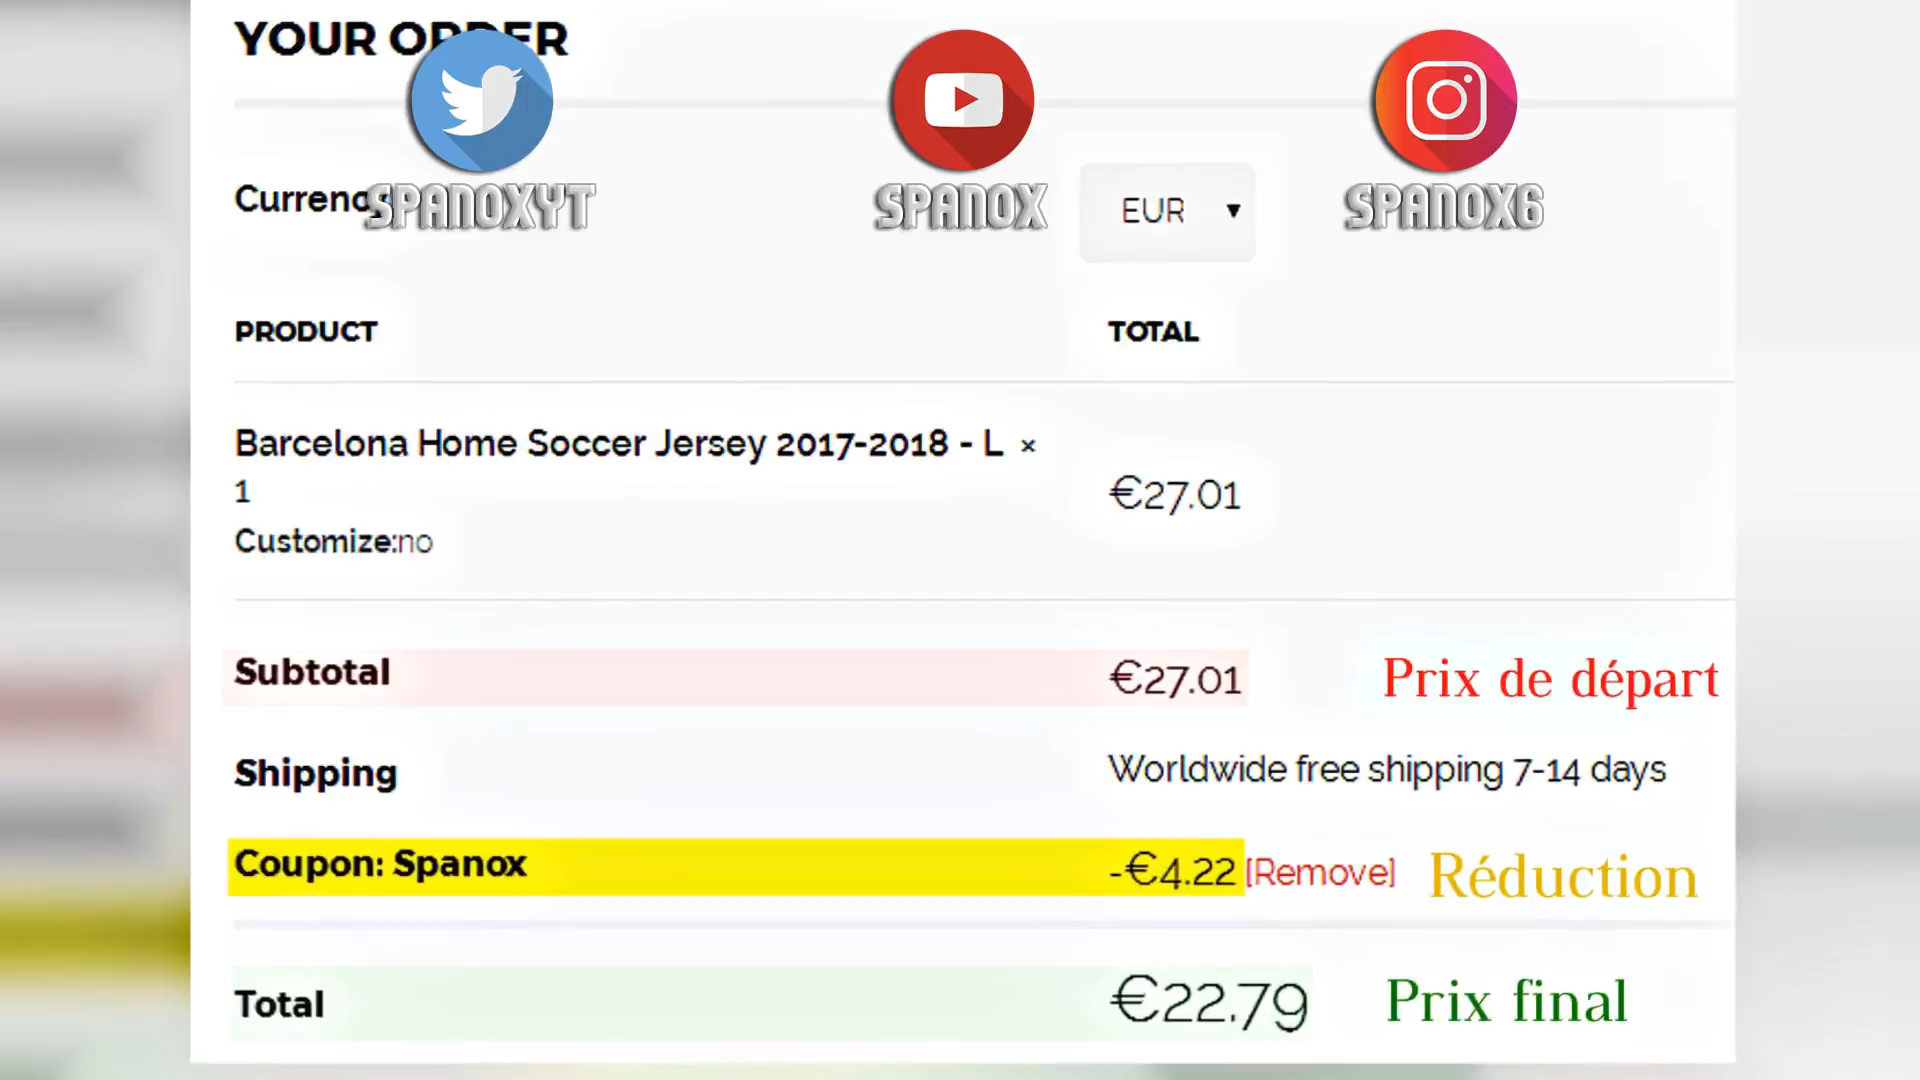 YOUR ORDER
Currency
SPANOXYT
SPANOX
EUR
SPANOX6
PRODUCT
TOTAL
Barcelona Home Soccer Jersey 2017-2018 - L ×
1
€27.01
Customize:no
Subtotal
€27.01
Prix de départ
Shipping
Worldwide free shipping 7-14 days
Coupon: Spanox
-€4.22 [Remove]
Réduction
Total
€22.79
Prix final